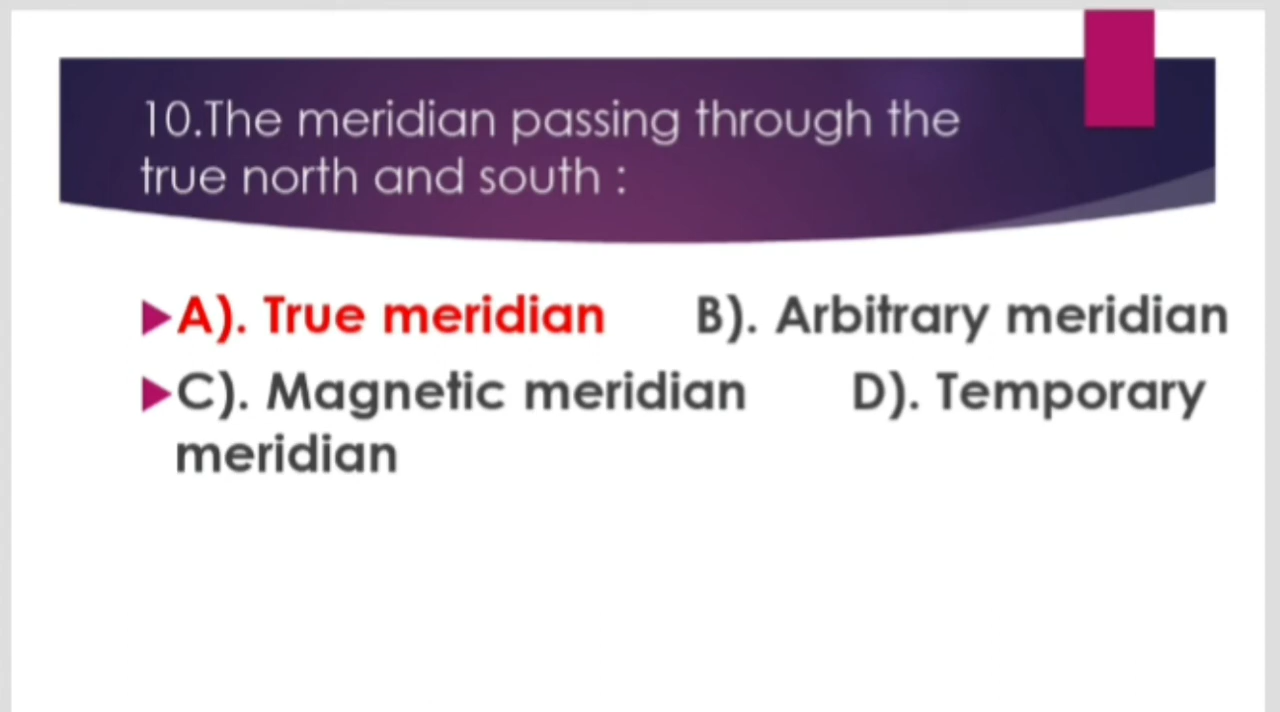 10.The meridian passing through the
true north and south :
A). True meridian B). Arbitrary meridian
C). Magnetic meridian D). Temporary
meridian